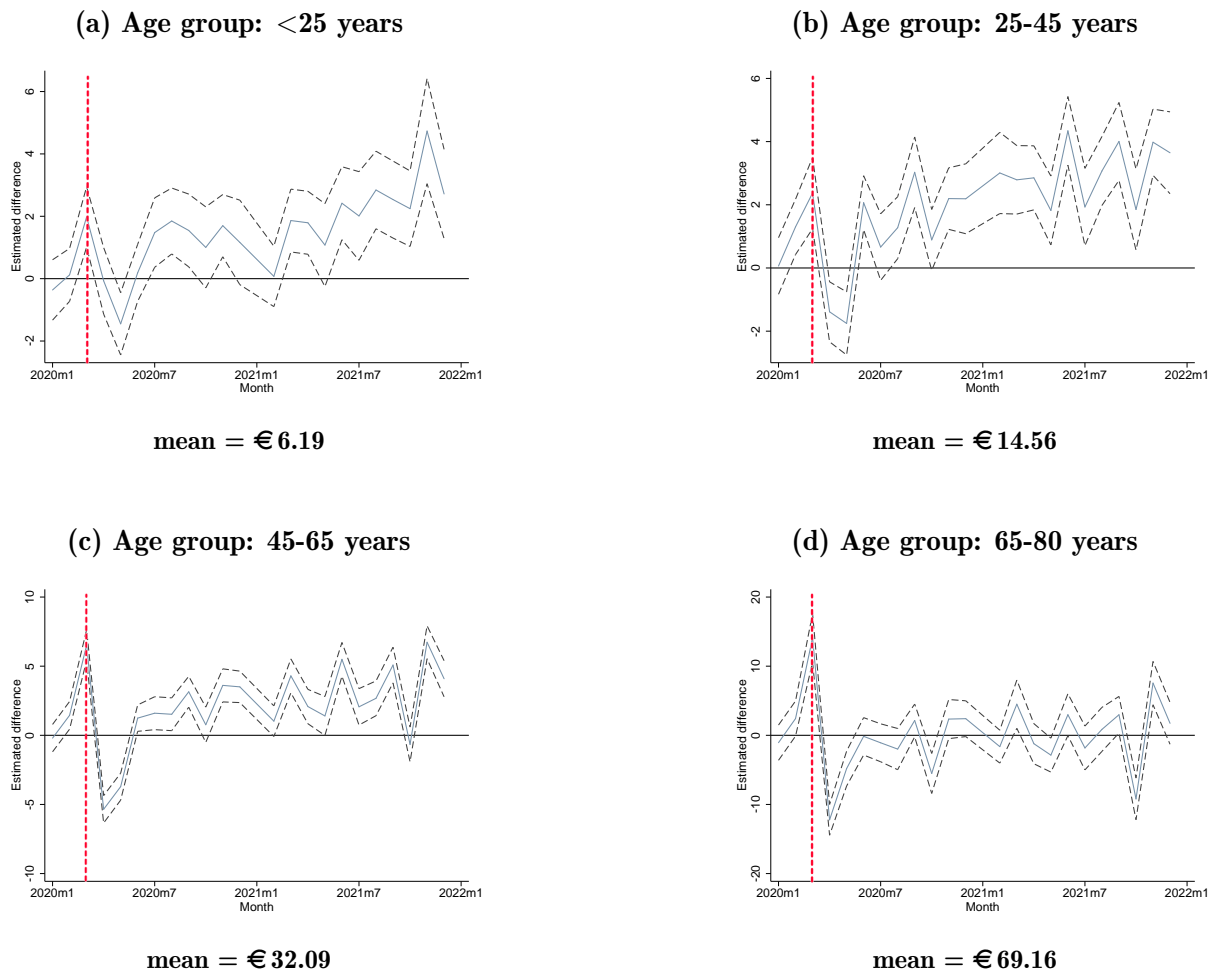 (a) Age group: <25 years
(b) Age group: 25-45 years
6
4
2
0
-2
Estimated difference
2020m1 2020m7 2021m1 2021m7 2022m1
Month
6
4
2
0
-2
Estimated difference
2020m1 2020m7 2021m1 2021m7 2022m1
Month
mean = €6.19
mean = €14.56
(c) Age group: 45-65 years
(d) Age group: 65-80 years
10
5
0
-5
-10
Estimated difference
2020m1 2020m7 2021m1 2021m7 2022m1
Month
20
10
0
-10
-20
Estimated difference
2020m1 2020m7 2021m1 2021m7 2022m1
Month
mean = €32.09
mean = €69.16